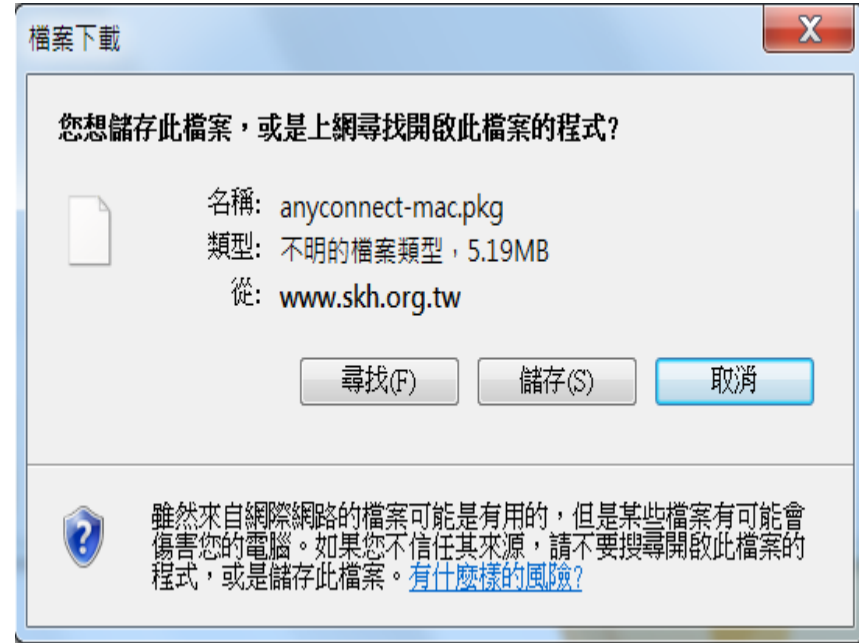 檔案下載
X
您想儲存此檔案，或是上網尋找開啟此檔案的程式?
名稱: anyconnect-mac.pkg
類型: 不明的檔案類型，5.19MB
從: www.skh.org.tw
尋找(F) 儲存(S) 取消
雖然來自網際網路的檔案可能是有用的，但是某些檔案有可能會
傷害您的電腦。如果您不信任其來源，請不要搜尋開啟此檔案的
程式，或是儲存此檔案。有什麼樣的風險?